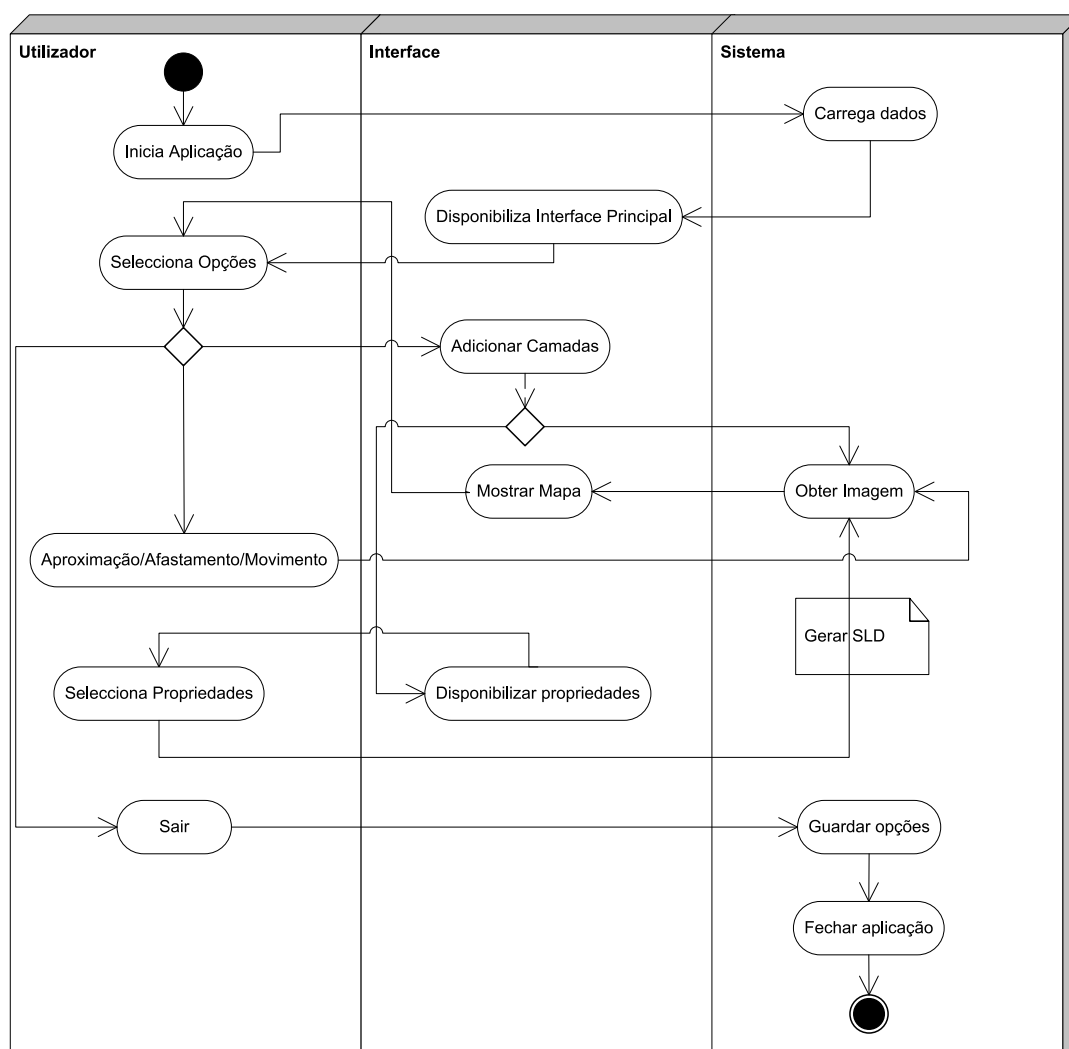 Utilizador
Interface
Sistema
Carrega dados
Inicia Aplicação
Disponibiliza Interface Principal
Selecciona Opções
Adicionar Camadas
Mostrar Mapa
Obter Imagem
Aproximação/Afastamento/Movimento
Gerar SLD
Selecciona Propriedades
Disponibilizar propriedades
Sair
Guardar opções
Fechar aplicação